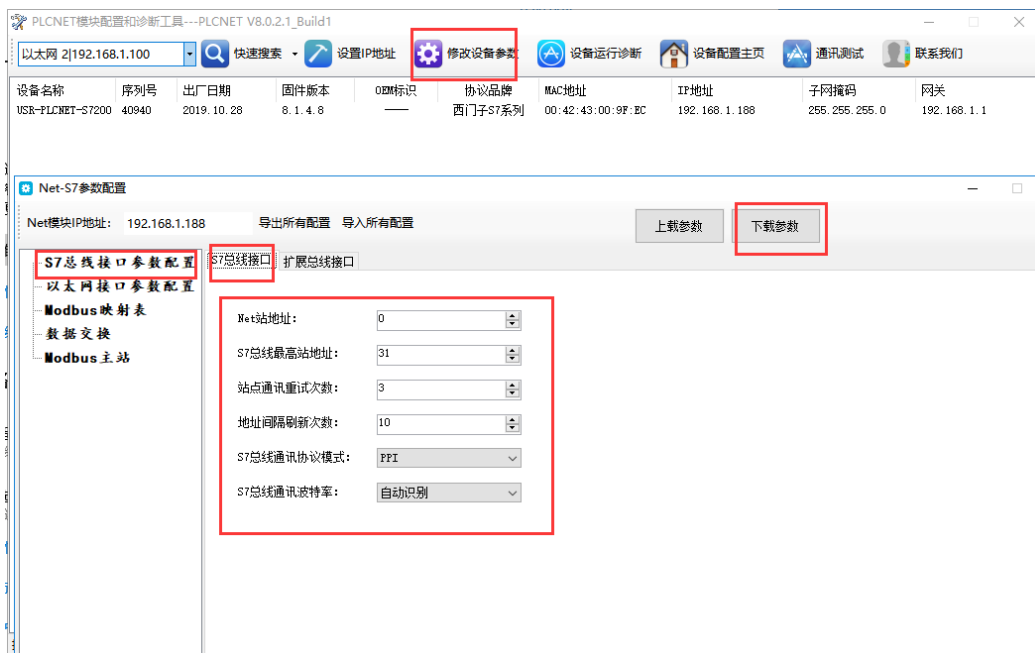 PLCNET模块配置和诊断工具---PLCNET V8.0.2.1_Build1
以太网 2|192.168.1.100 快速搜索 设置IP地址 修改设备参数 设备运行诊断 设备配置主页 通讯测试 联系我们
设备名称 序列号 出厂日期 固件版本 OEM标识 协议品牌 MAC地址 IP地址 子网掩码 网关
USR-PLCNET-S7200 40940 2019.10.28 8.1.4.8 —— 西门子S7系列 00:42:43:00:9F:EC 192.168.1.188 255.255.255.0 192.168.1.1
Net-S7参数配置
Net模块IP地址: 192.168.1.188 导出所有配置 导入所有配置 上载参数 下载参数
S7总线接口参数配置
以太网接口参数配置
Modbus映射表
数据交换
Modbus主站
S7总线接口 扩展总线接口
Net站地址: 0
S7总线最高站地址: 31
站点通讯重试次数: 3
地址间隔刷新次数: 10
S7总线通讯协议模式: PPI
S7总线通讯波特率: 自动识别